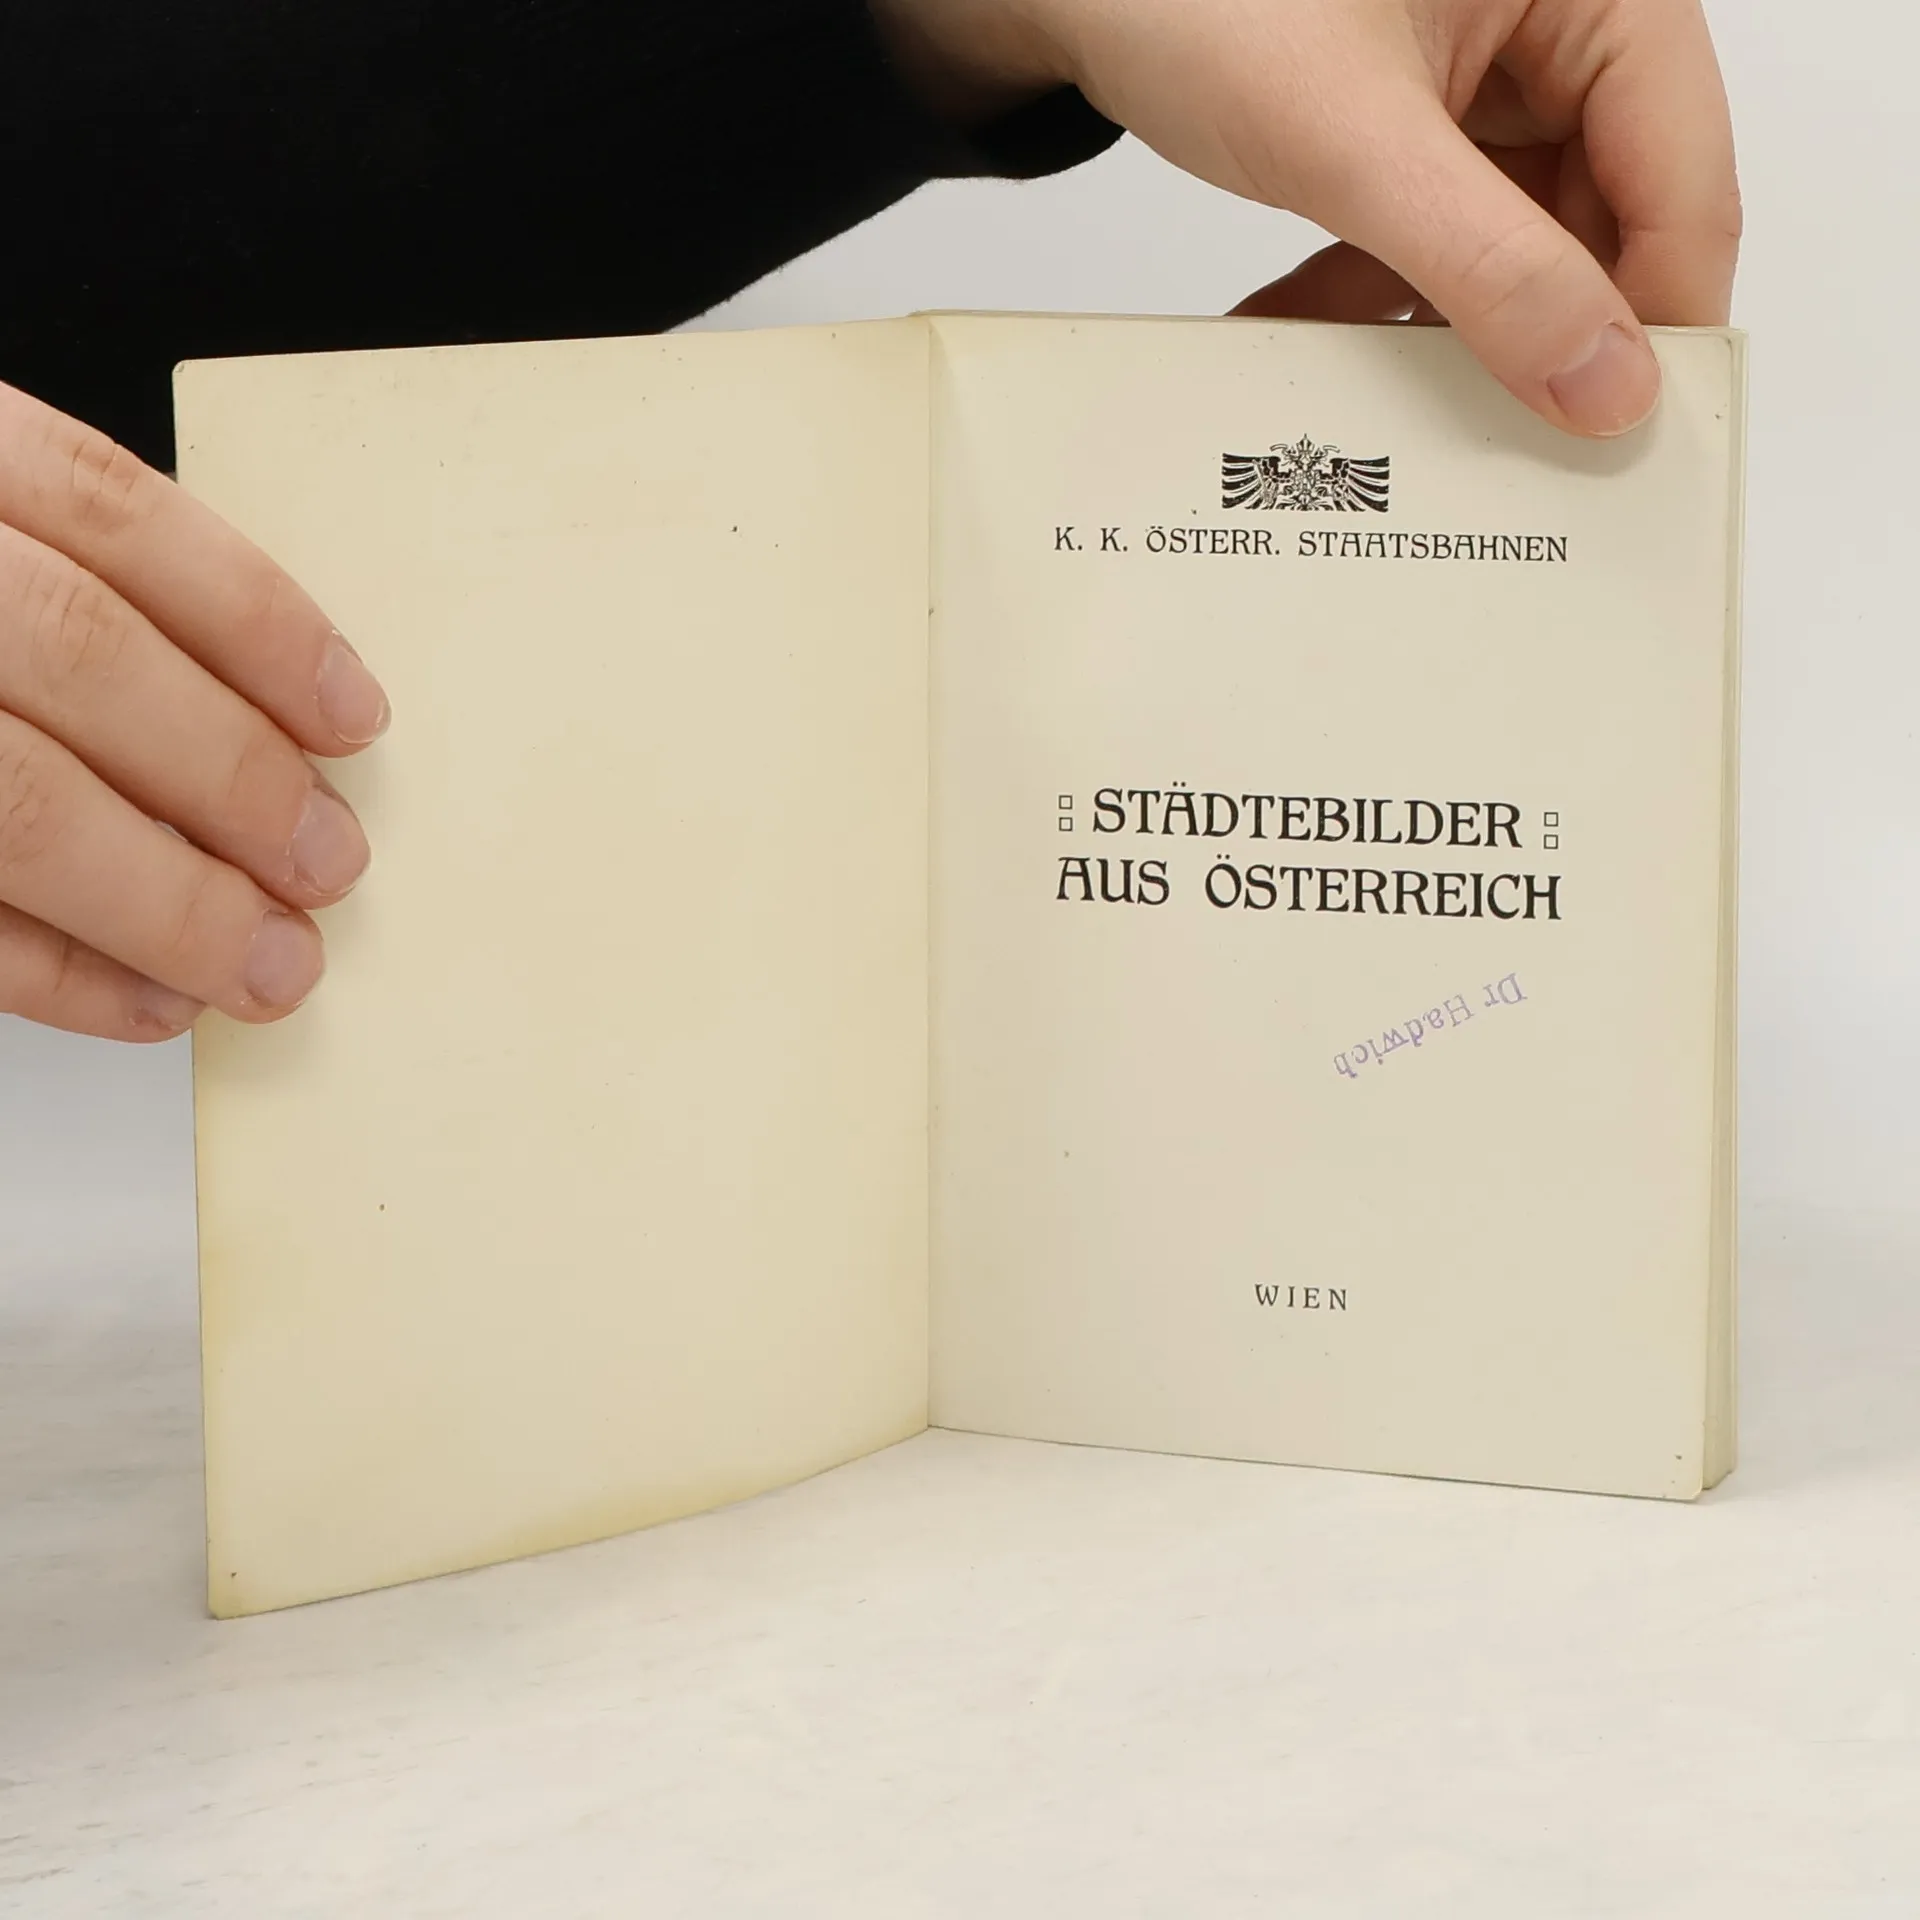 K. K. ÖSTERR. STAATSBAHNEN
STÄDTEBILDER
AUS ÖSTERREICH
Dr Hadwich
WIEN